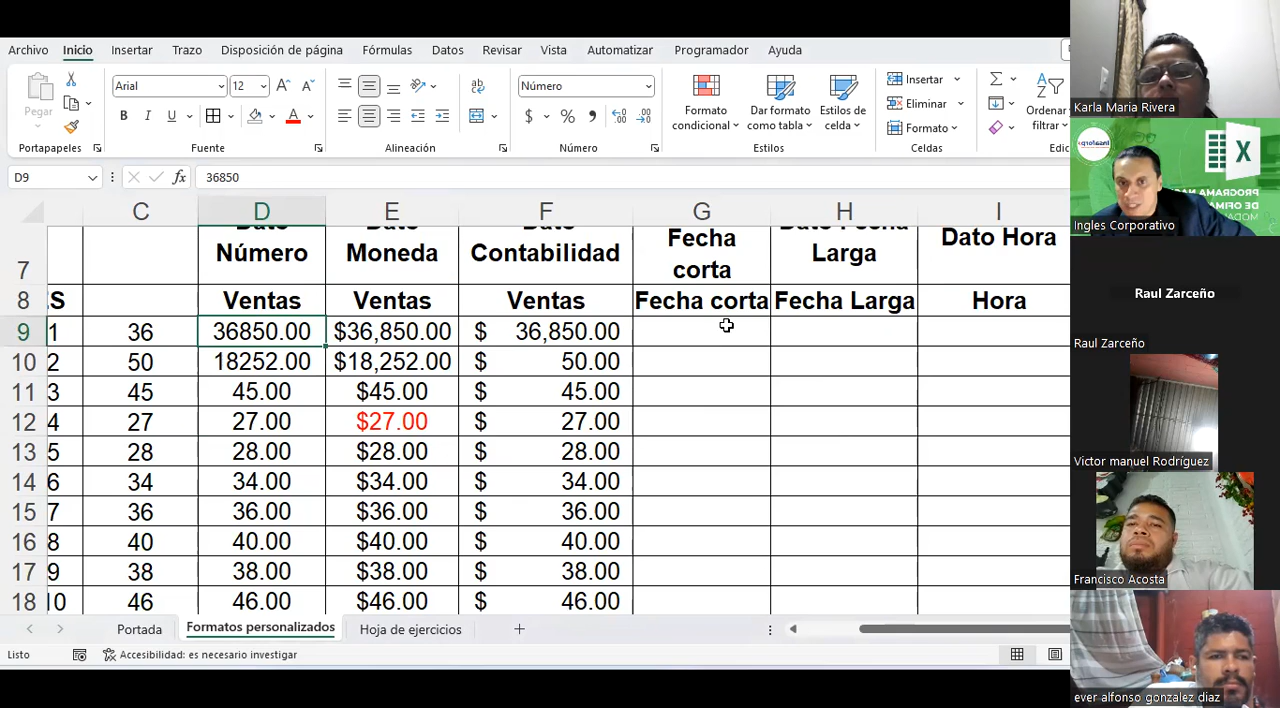 Archivo Inicio Insertar Trazo Disposición de página Fórmulas Datos Revisar Vista Automatizar Programador Ayuda
Pegar
Portapapeles
Arial 12
Fuente
Alineación
Número
Número
Formato condicional
Dar formato como tabla
Estilos de celda
Estilos
Insertar
Eliminar
Formato
Celdas
Ordenar
filtrar
D9 36850
C D E F G H I
7 Número Moneda Contabilidad Fecha corta Larga Dato Hora
8 S Ventas Ventas Ventas Fecha corta Fecha Larga Hora
9 1 36 36850.00 $36,850.00 $ 36,850.00
10 2 50 18252.00 $18,252.00 $ 50.00
11 3 45 45.00 $45.00 $ 45.00
12 4 27 27.00 $27.00 $ 27.00
13 5 28 28.00 $28.00 $ 28.00
14 6 34 34.00 $34.00 $ 34.00
15 7 36 36.00 $36.00 $ 36.00
16 8 40 40.00 $40.00 $ 40.00
17 9 38 38.00 $38.00 $ 38.00
18 10 46 46.00 $46.00 $ 46.00
Portada Formatos personalizados Hoja de ejercicios
Listo Accesibilidad: es necesario investigar
Karla Maria Rivera
Ingles Corporativo
Raul Zarceño
Raul Zarceño
Victor manuel Rodríguez
Francisco Acosta
ever alfonso gonzalez diaz